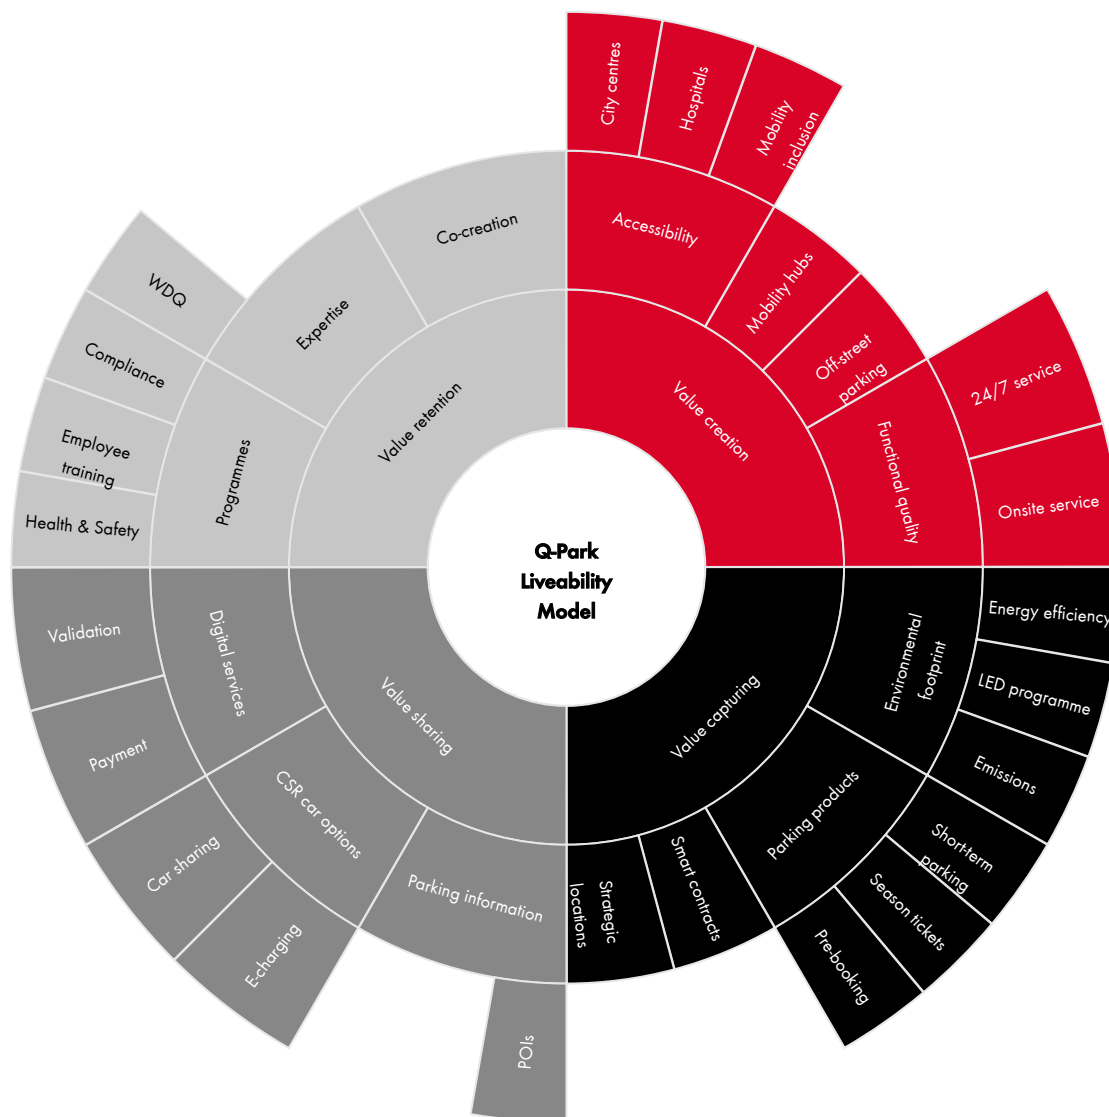 Q-Park
Liveability
Model
Value creation
Accessibility
City centres
Hospitals
Mobility
inclusion
Mobility hubs
Off-street
parking
Functional quality
24/7 service
Onsite service
Value capturing
Environmental
footprint
Energy efficiency
LED programme
Emissions
Parking products
Short-term
parking
Season tickets
Pre-booking
Smart contracts
Strategic
locations
Value sharing
Parking information
POIs
CSR car options
E-charging
Car sharing
Digital services
Payment
Validation
Value retention
Programmes
Health & Safety
Employee
training
Compliance
WDQ
Expertise
Co-creation